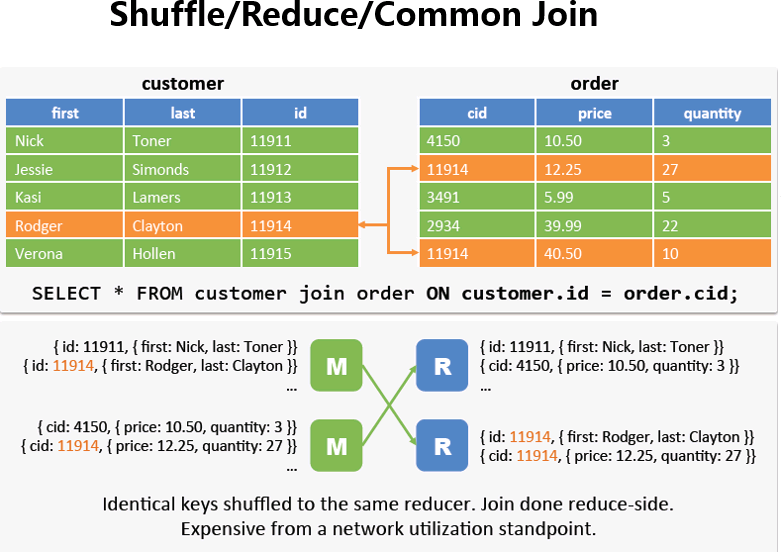 Shuffle/Reduce/Common Join
customer
first last id
Nick Toner 11911
Jessie Simonds 11912
Kasi Lamers 11913
Rodger Clayton 11914
Verona Hollen 11915
order
cid price quantity
4150 10.50 3
11914 12.25 27
3491 5.99 5
2934 39.99 22
11914 40.50 10
SELECT * FROM customer join order ON customer.id = order.cid;
{ id: 11911, { first: Nick, last: Toner }}
{ id: 11914, { first: Rodger, last: Clayton }}
...
M
{ cid: 4150, { price: 10.50, quantity: 3 }}
{ cid: 11914, { price: 12.25, quantity: 27 }}
...
M
R
{ id: 11911, { first: Nick, last: Toner }}
{ cid: 4150, { price: 10.50, quantity: 3 }}
...
R
{ id: 11914, { first: Rodger, last: Clayton }}
{ cid: 11914, { price: 12.25, quantity: 27 }}
Identical keys shuffled to the same reducer. Join done reduce-side.
Expensive from a network utilization standpoint.